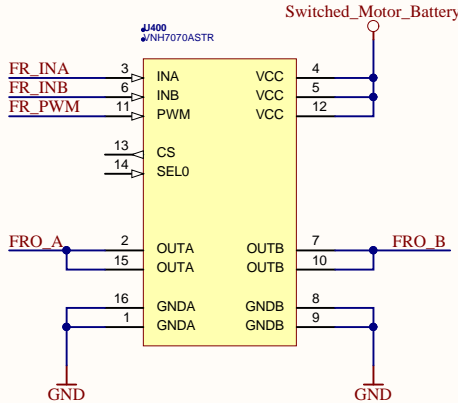 Switched_Motor_Battery
U400
VNH7070ASTR
FR_INA 3 INA VCC 4
FR_INB 6 INB VCC 5
FR_PWM 11 PWM VCC 12
13 CS
14 SEL0
FRO_A 2 OUTA OUTB 7 FRO_B
15 OUTA OUTB 10
16 GNDA GNDB 8
1 GNDA GNDB 9
GND GND